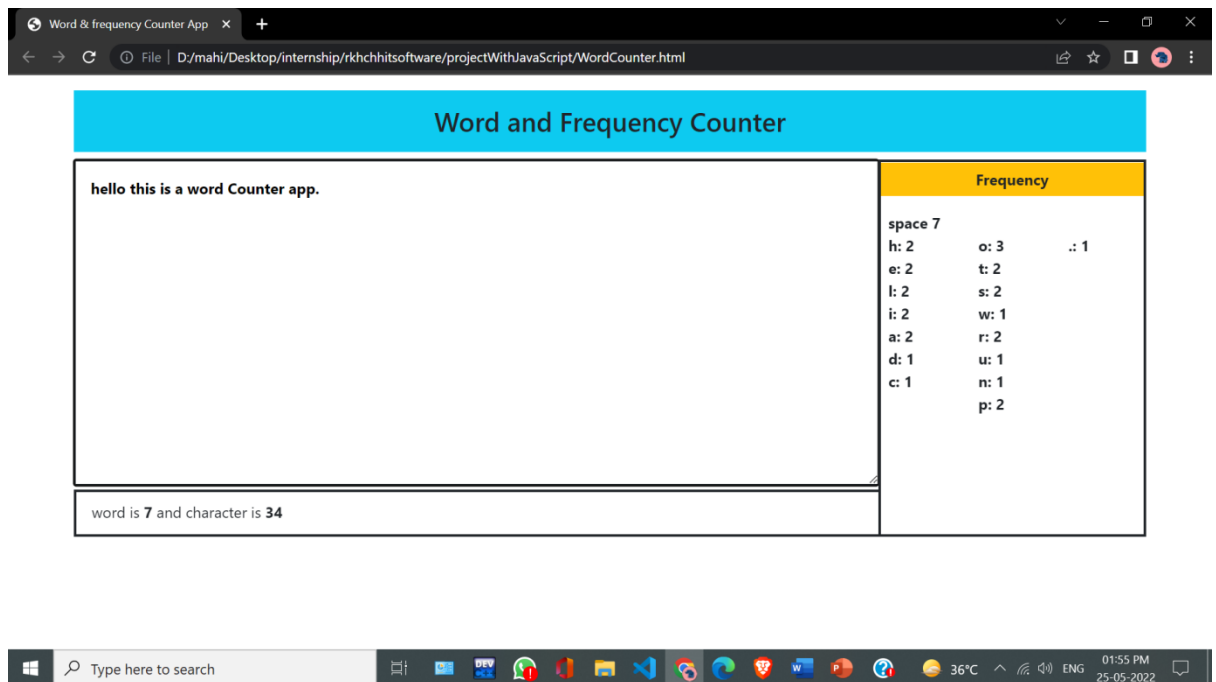 Word & frequency Counter App
File | D:/mahi/Desktop/internship/rkhchhitsoftware/projectWithJavaScript/WordCounter.html
Word and Frequency Counter
hello this is a word Counter app.
Frequency
space 7
h: 2 o: 3 .: 1
e: 2 t: 2
l: 2 s: 2
i: 2 w: 1
a: 2 r: 2
d: 1 u: 1
c: 1 n: 1
p: 2
word is 7 and character is 34
Type here to search
DEV
36°C ENG 01:55 PM
25-05-2022